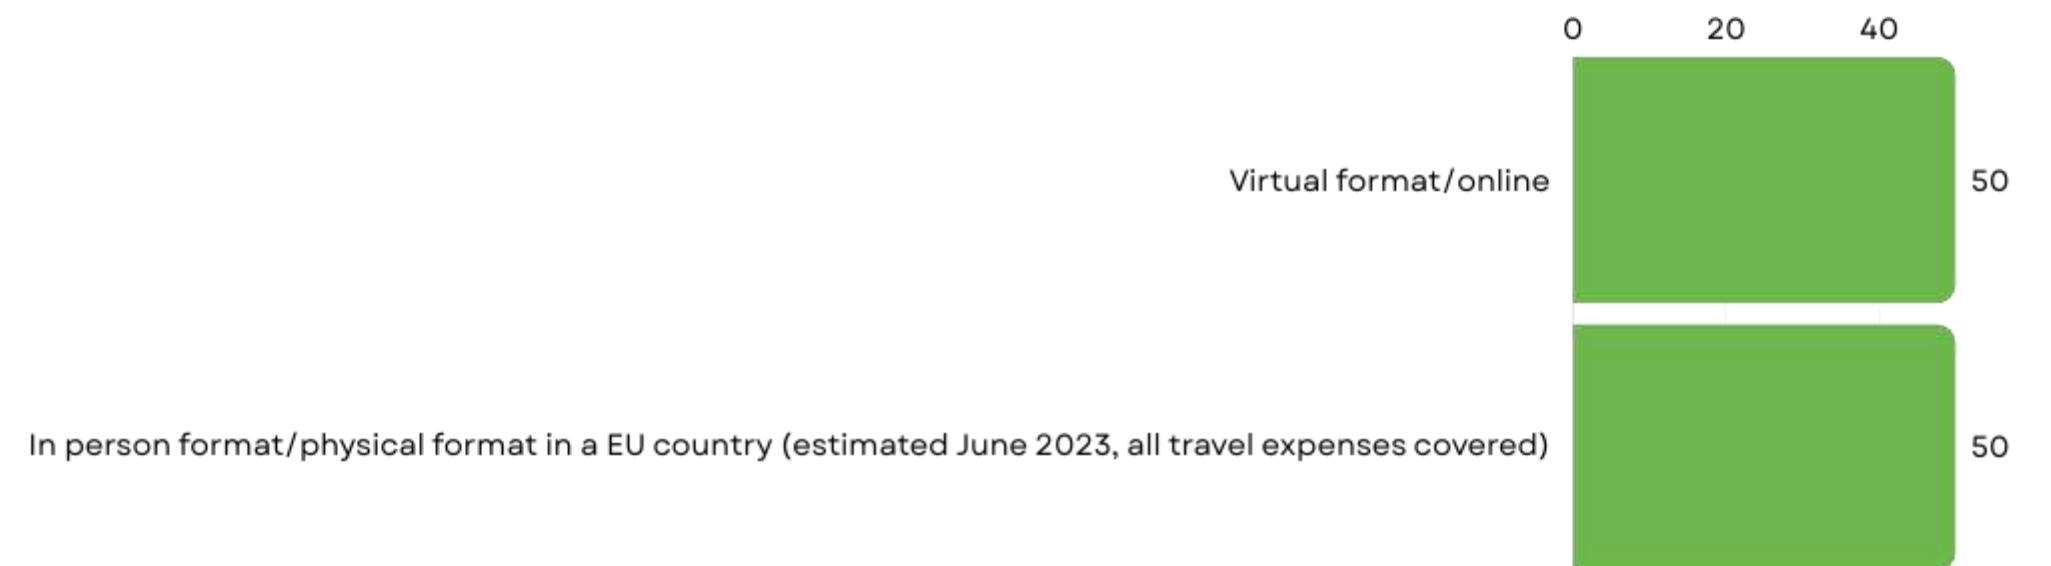 0 20 40
Virtual format/online 50
In person format/physical format in a EU country (estimated June 2023, all travel expenses covered) 50